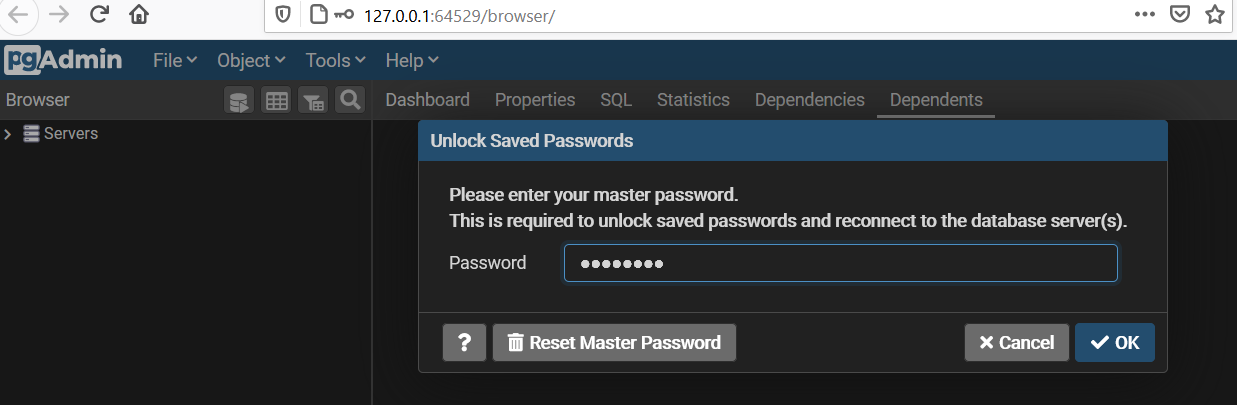 127.0.0.1:64529/browser/
pgAdmin File Object Tools Help
Browser Dashboard Properties SQL Statistics Dependencies Dependents
Servers
Unlock Saved Passwords
Please enter your master password.
This is required to unlock saved passwords and reconnect to the database server(s).
Password ●●●●●●●●
? Reset Master Password Cancel OK